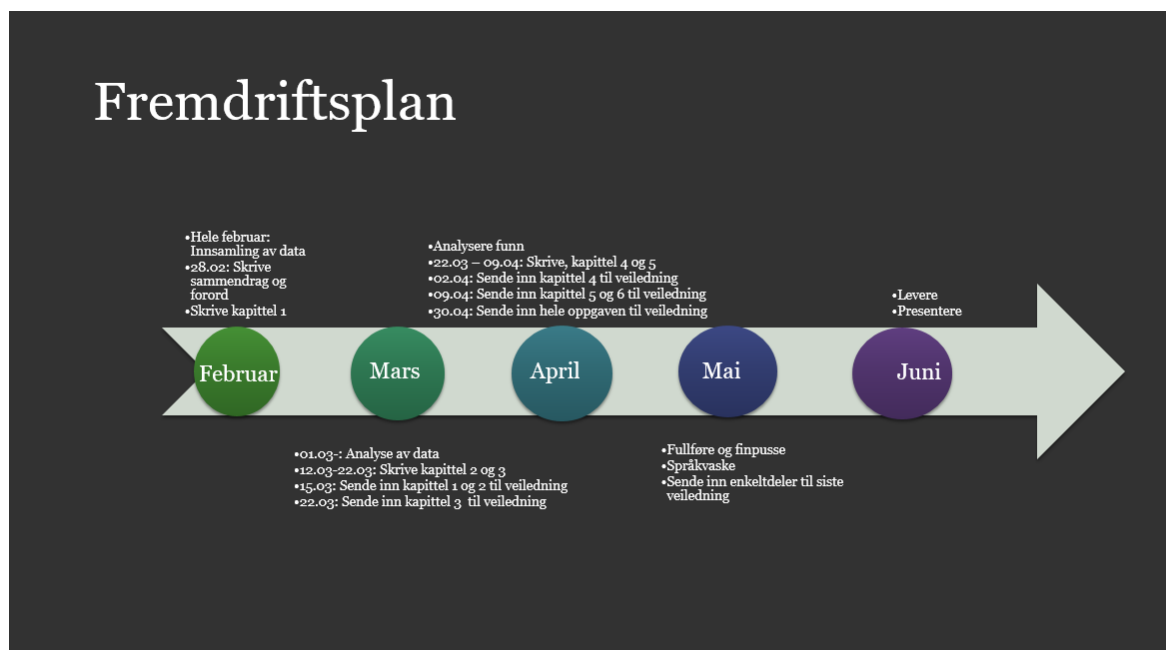 Fremdriftsplan
•Hele februar:
Innsamling av data
•28.02: Skrive
sammendrag og
forord
•Skrive kapittel 1
•Analysere funn
•22.03 – 09.04: Skrive, kapittel 4 og 5
•02.04: Sende inn kapittel 4 til veiledning
•09.04: Sende inn kapittel 5 og 6 til veiledning
•30.04: Sende inn hele oppgaven til veiledning
•Levere
•Presentere
Februar
Mars
April
Mai
Juni
•01.03-: Analyse av data
•12.03-22.03: Skrive kapittel 2 og 3
•15.03: Sende inn kapittel 1 og 2 til veiledning
•22.03: Sende inn kapittel 3  til veiledning
•Fullføre og finpusse
•Språkvaske
•Sende inn enkeltdeler til siste
veiledning